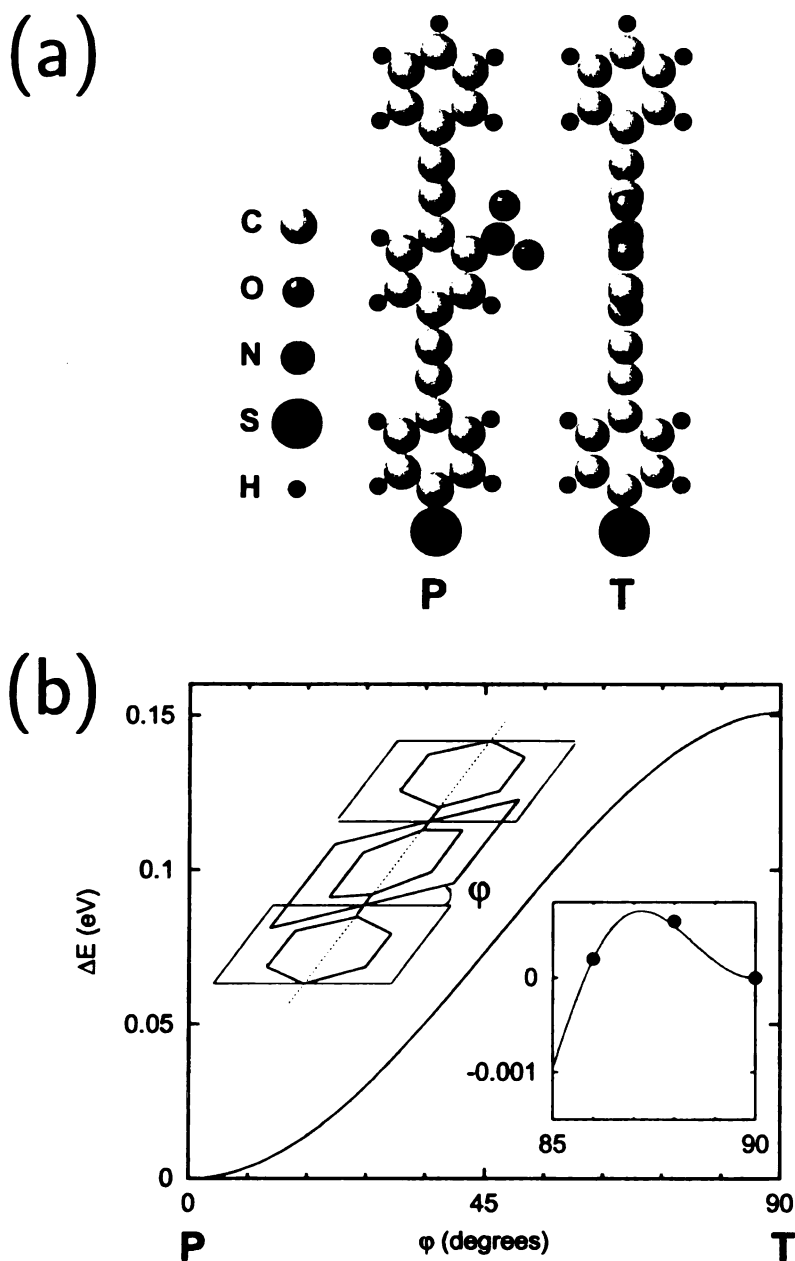 (a)
C
O
N
S
H
P T
(b)
0.15
0.1
0.05
0
ΔE (eV)
φ
0
-0.001
85 90
0 45 90
P φ (degrees) T